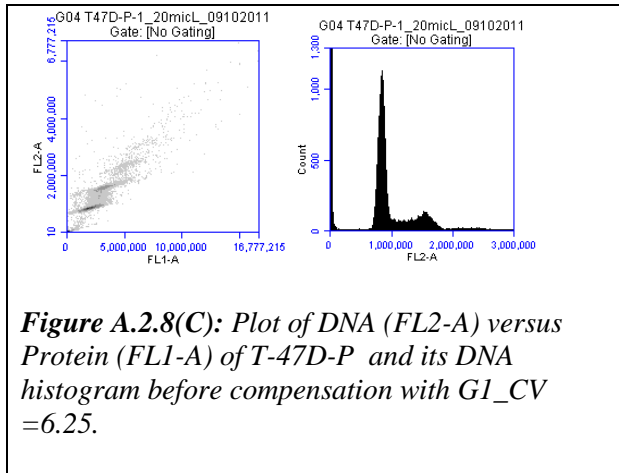 G04 T47D-P-1_20micL_09102011
Gate: [No Gating]
6,777,215
4,000,000
2,000,000
10
FL2-A
0 5,000,000 10,000,000 16,777,215
FL1-A
G04 T47D-P-1_20micL_09102011
Gate: [No Gating]
1,300
1,000
500
0
Count
0 1,000,000 2,000,000 3,000,000
FL2-A
Figure A.2.8(C): Plot of DNA (FL2-A) versus
Protein (FL1-A) of T-47D-P and its DNA
histogram before compensation with G1_CV
=6.25.